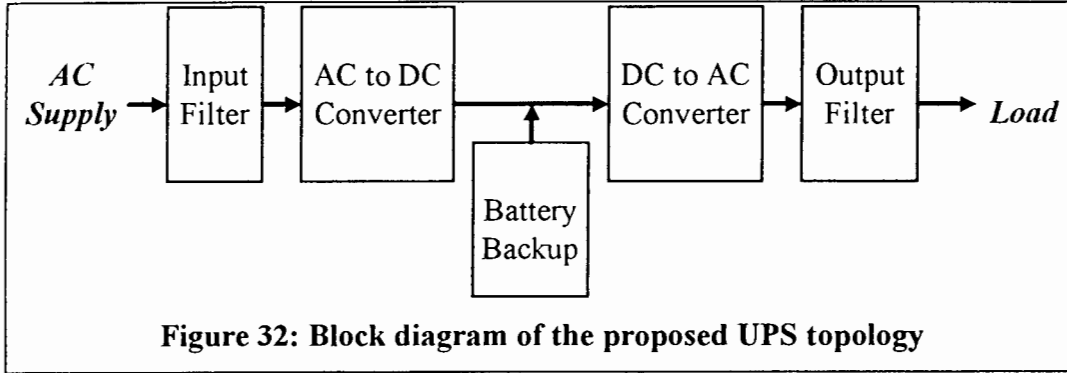 AC
Supply
Input
Filter
AC to DC
Converter
Battery
Backup
DC to AC
Converter
Output
Filter
Load
Figure 32: Block diagram of the proposed UPS topology